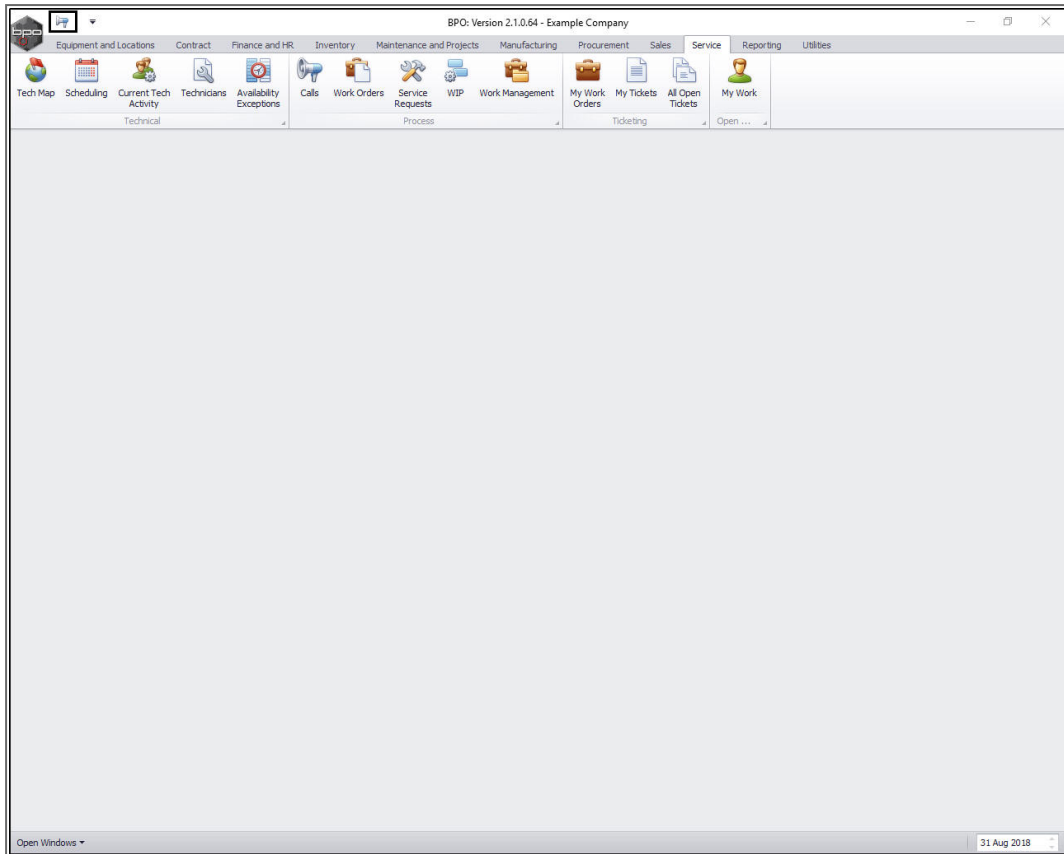 BPO: Version 2.1.0.64 - Example Company
bpo
Equipment and Locations Contract Finance and HR Inventory Maintenance and Projects Manufacturing Procurement Sales Service Reporting Utilities
Tech Map Scheduling Current Tech Technicians Availability Calls Work Orders Service WIP Work Management My Work My Tickets All Open My Work
Activity Exceptions Requests Orders Tickets
Technical Process Ticketing Open ...
Open Windows 31 Aug 2018